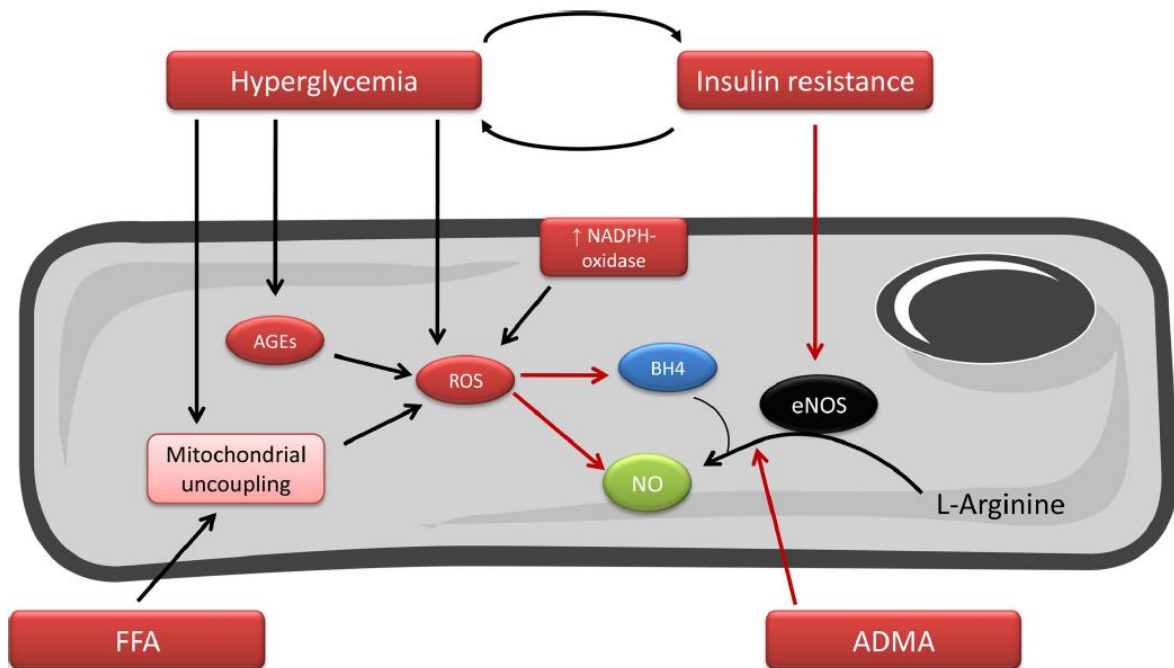 Hyperglycemia
Insulin resistance
↑ NADPH-
oxidase
AGEs
ROS
BH4
eNOS
Mitochondrial
uncoupling
NO
L-Arginine
FFA
ADMA